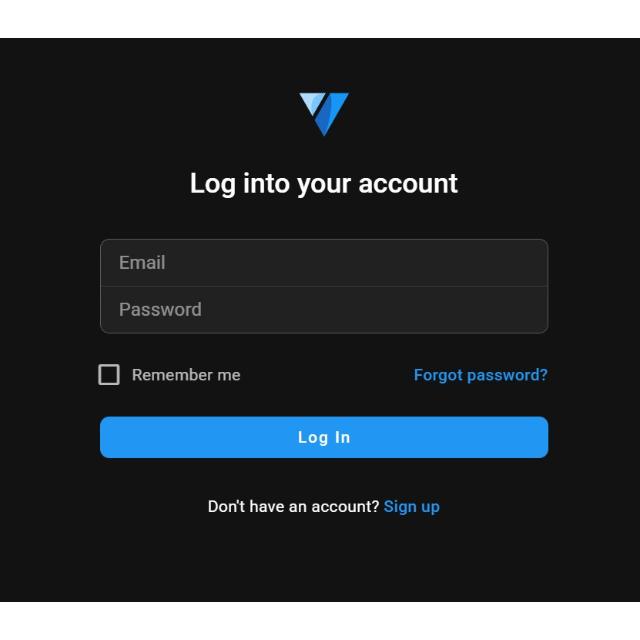 Log into your account
Email
Password
Remember me Forgot password?
Log In
Don't have an account? Sign up